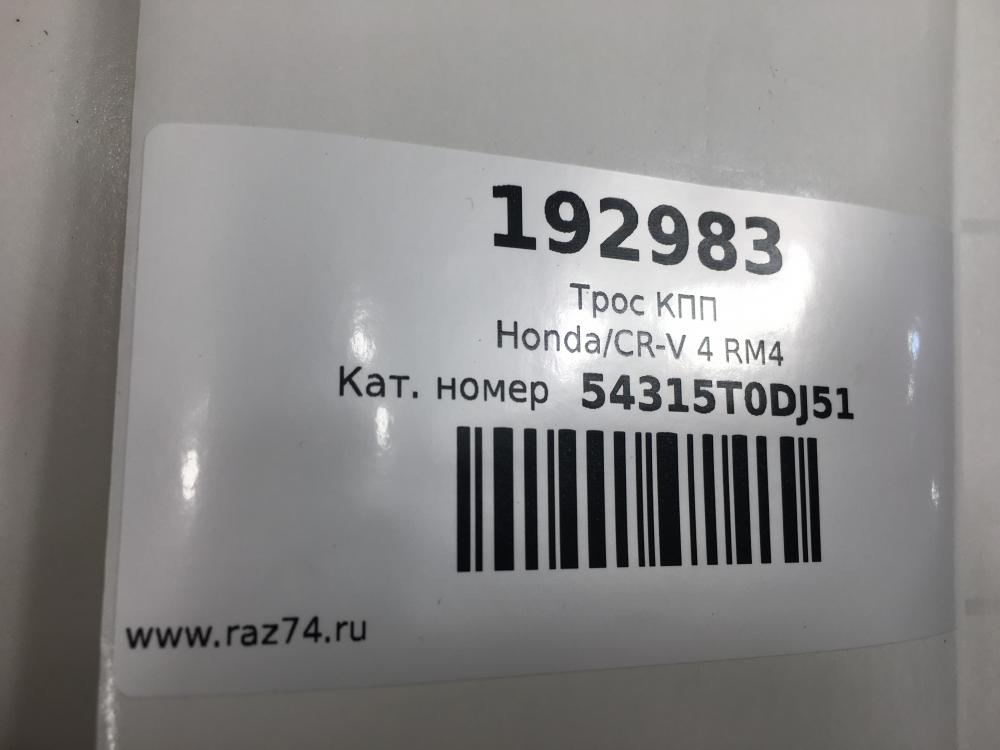 192983
Трос КПП
Honda/CR-V 4 RM4
Кат. номер 54315T0DJ51
www.raz74.ru